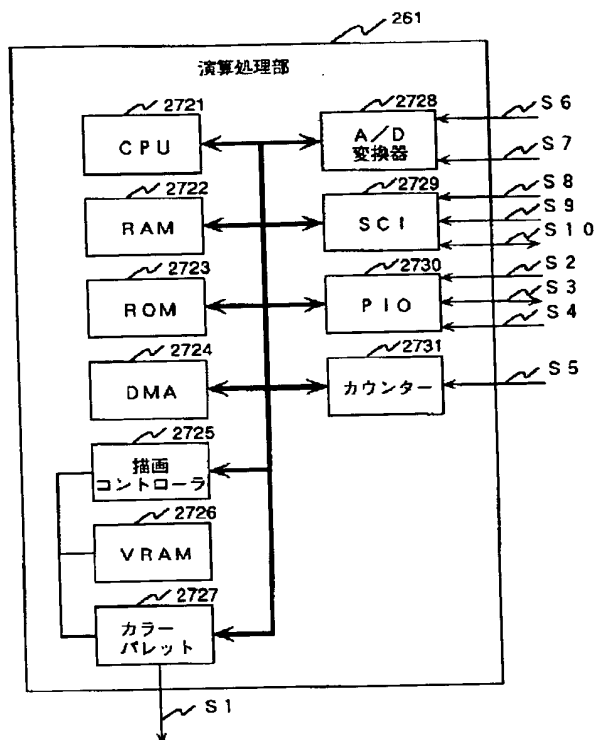 261
演算処理部
2721
CPU
2722
RAM
2723
ROM
2724
DMA
2725
描画
コントローラ
2726
VRAM
2727
カラー
パレット
S1
2728
A/D
変換器
S6
S7
2729
SCI
S8
S9
S10
2730
PIO
S2
S3
S4
2731
カウンター
S5